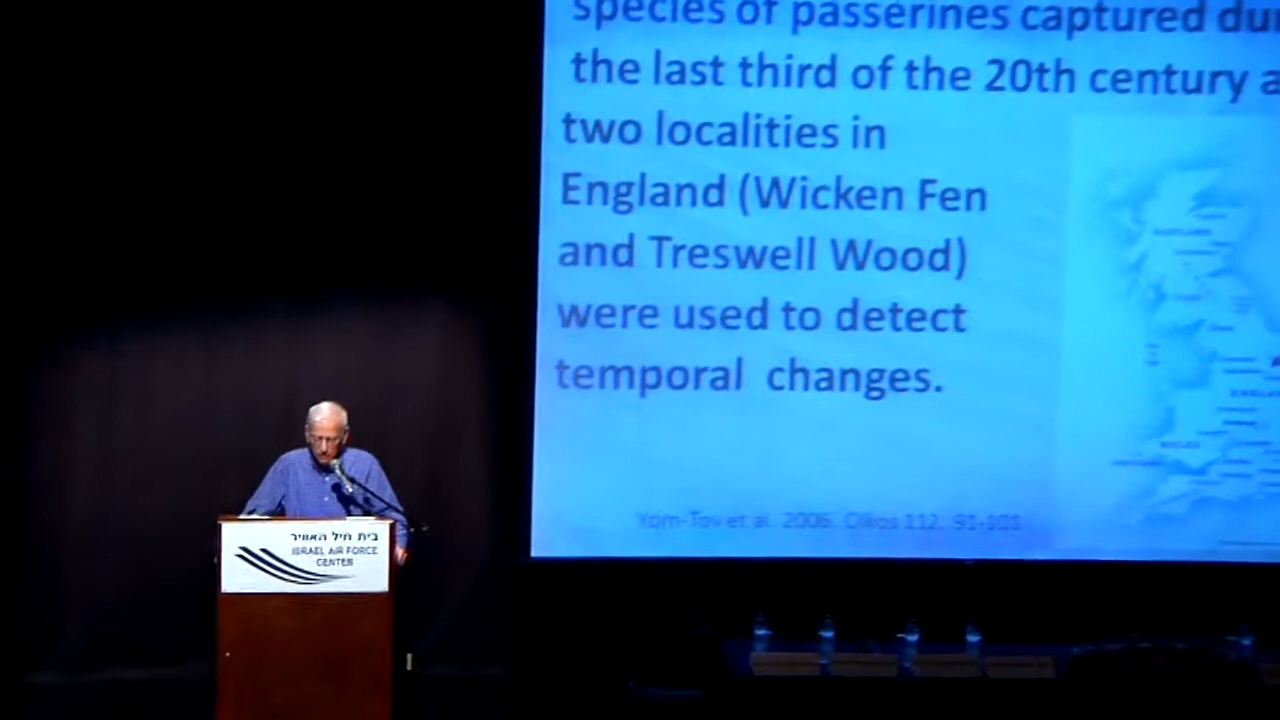 species of passerines captured du
the last third of the 20th century a
two localities in
England (Wicken Fen
and Treswell Wood)
were used to detect
temporal changes.
Yom-Tov et al. 2006. Oikos 112, 91-101
בית חיל האוויר
ISRAEL AIR FORCE
CENTER